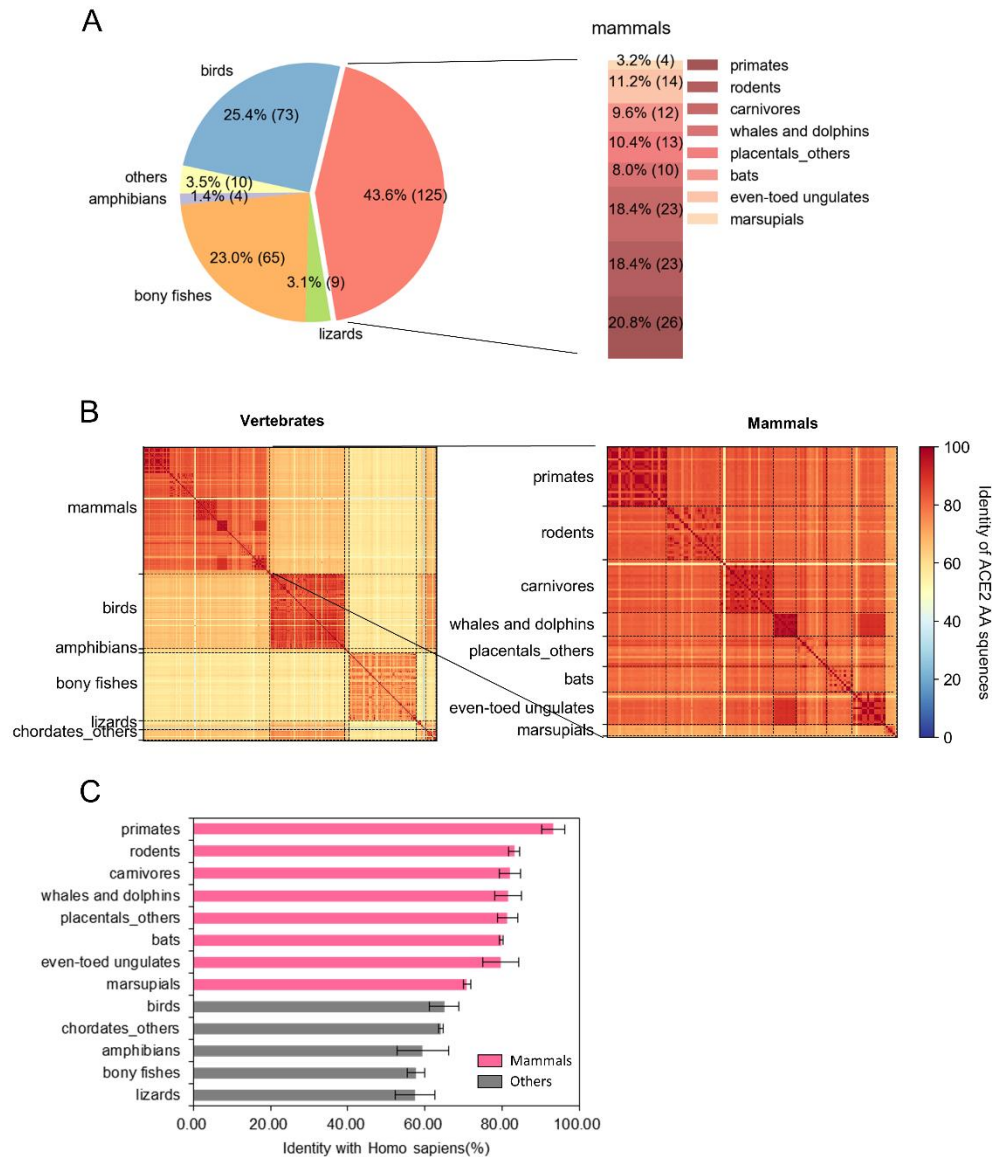 A
mammals
birds
25.4% (73)
others
3.5% (10)
amphibians
1.4% (4)
43.6% (125)
23.0% (65)
3.1% (9)
bony fishes
lizards
3.2% (4)
11.2% (14)
9.6% (12)
10.4% (13)
8.0% (10)
18.4% (23)
18.4% (23)
20.8% (26)
primates
rodents
carnivores
whales and dolphins
placentals_others
bats
even-toed ungulates
marsupials
B
Vertebrates
mammals
birds
amphibians
bony fishes
lizards
chordates_others
Mammals
primates
rodents
carnivores
whales and dolphins
placentals_others
bats
even-toed ungulates
marsupials
100
80
60
40
20
0
Identity of ACE2 AA squences
C
primates
rodents
carnivores
whales and dolphins
placentals_others
bats
even-toed ungulates
marsupials
birds
chordates_others
amphibians
bony fishes
lizards
Mammals
Others
0.00 20.00 40.00 60.00 80.00 100.00
Identity with Homo sapiens(%)